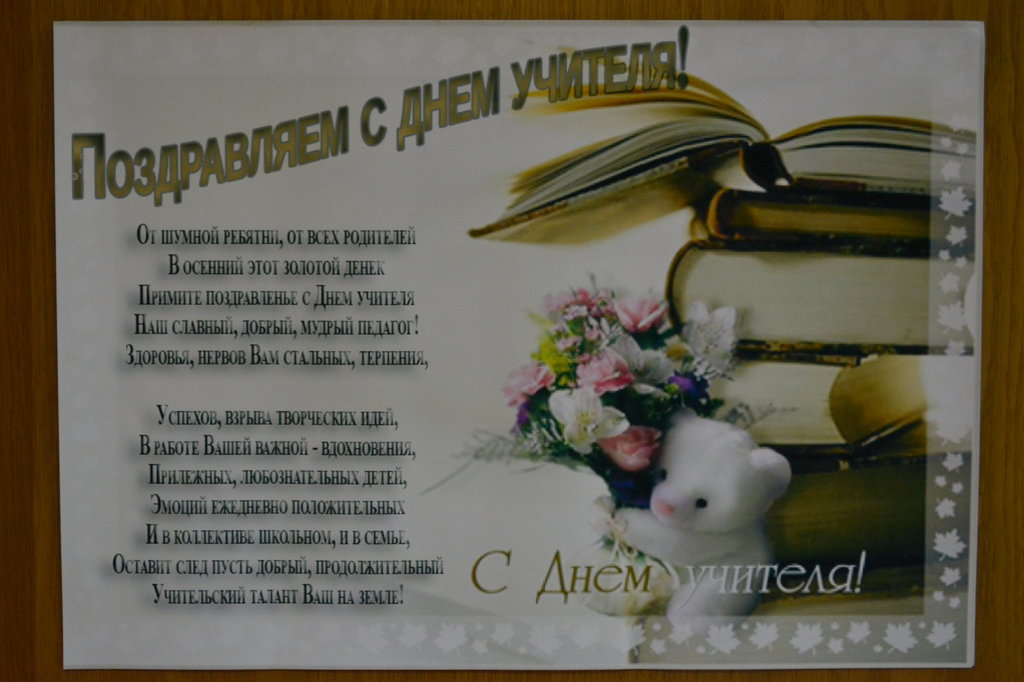 Поздравляем с днем учителя!
От шумной ребятни, от всех родителей
В осенний этот золотой денек
Примите поздравленье с Днем учителя
Наш славный, добрый, мудрый педагог!
Здоровья, нервов Вам стальных, терпения,
Успехов, взрыва творческих идей,
В работе Вашей важной - вдохновения,
Прилежных, любознательных детей,
Эмоций ежедневно положительных
И в коллективе школьном, и в семье,
Оставит след пусть добрый, продолжительный
Учительский талант Ваш на земле!
С Днем учителя!